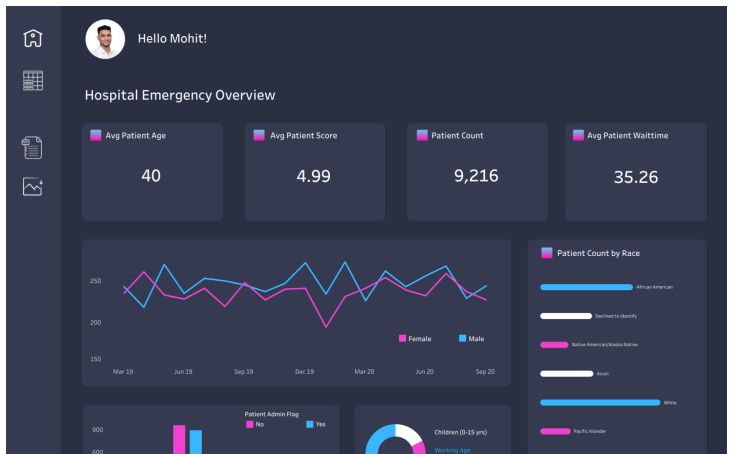 Hello Mohit!
Hospital Emergency Overview
Avg Patient Age
40
Avg Patient Score
4.99
Patient Count
9,216
Avg Patient Waittime
35.26
250
200
150
Female
Male
Mar 19
Jun 19
Sep 19
Dec 19
Mar 20
Jun 20
Sep 20
Patient Count by Race
African American
Declined to Identify
Native American/Alaska Native
Asian
White
Pacific Islander
Patient Admin Flag
No
Yes
900
600
Children (0-15 yrs)
Working Age